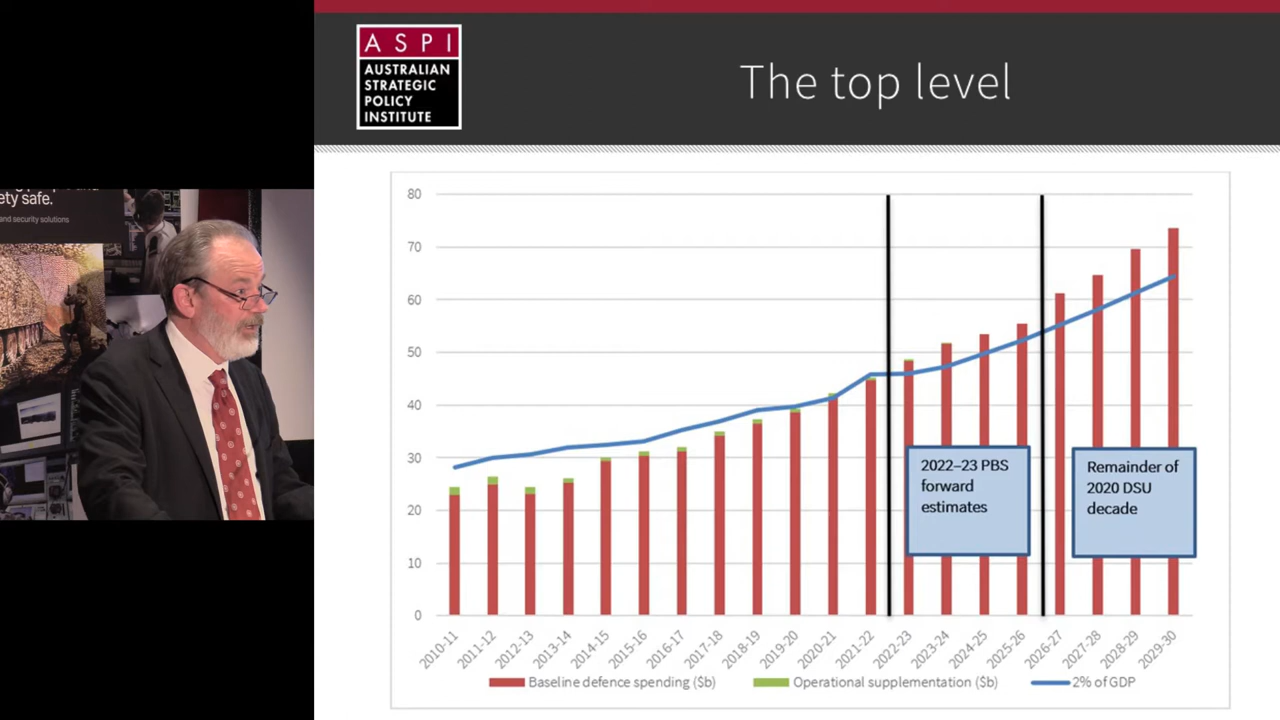 ety safe.
and security solutions
ASPI
AUSTRALIAN
STRATEGIC
POLICY
INSTITUTE
The top level
80
70
60
50
40
30
20
10
0
2022–23 PBS
forward
estimates
Remainder of
2020 DSU
decade
2010-11
2011-12
2012-13
2013-14
2014-15
2015-16
2016-17
2017-18
2018-19
2019-20
2020-21
2021-22
2022-23
2023-24
2024-25
2025-26
2026-27
2027-28
2028-29
2029-30
Baseline defence spending ($b)
Operational supplementation ($b)
2% of GDP